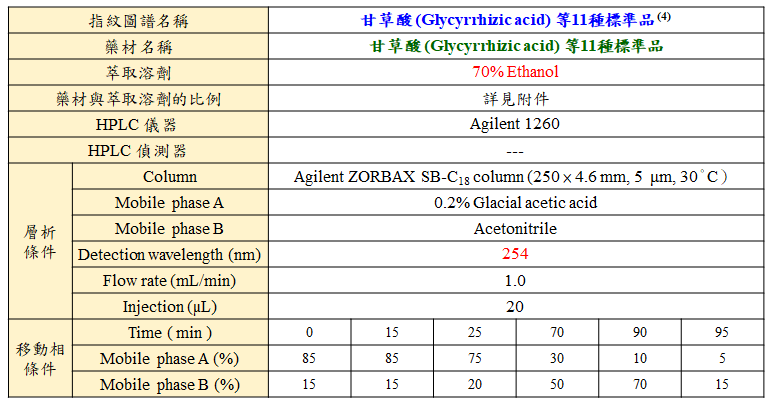 指紋圖譜名稱 甘草酸 (Glycyrrhizic acid) 等11種標準品 (4)
藥材名稱 甘草酸 (Glycyrrhizic acid) 等11種標準品
萃取溶劑 70% Ethanol
藥材與萃取溶劑的比例 詳見附件
HPLC 儀器 Agilent 1260
HPLC 偵測器 ---
層析條件
Column Agilent ZORBAX SB-C18 column (250 x 4.6 mm, 5 μm, 30°C)
Mobile phase A 0.2% Glacial acetic acid
Mobile phase B Acetonitrile
Detection wavelength (nm) 254
Flow rate (mL/min) 1.0
Injection (μL) 20
移動相條件
Time ( min ) 0 15 25 70 90 95
Mobile phase A (%) 85 85 75 30 10 5
Mobile phase B (%) 15 15 20 50 70 15